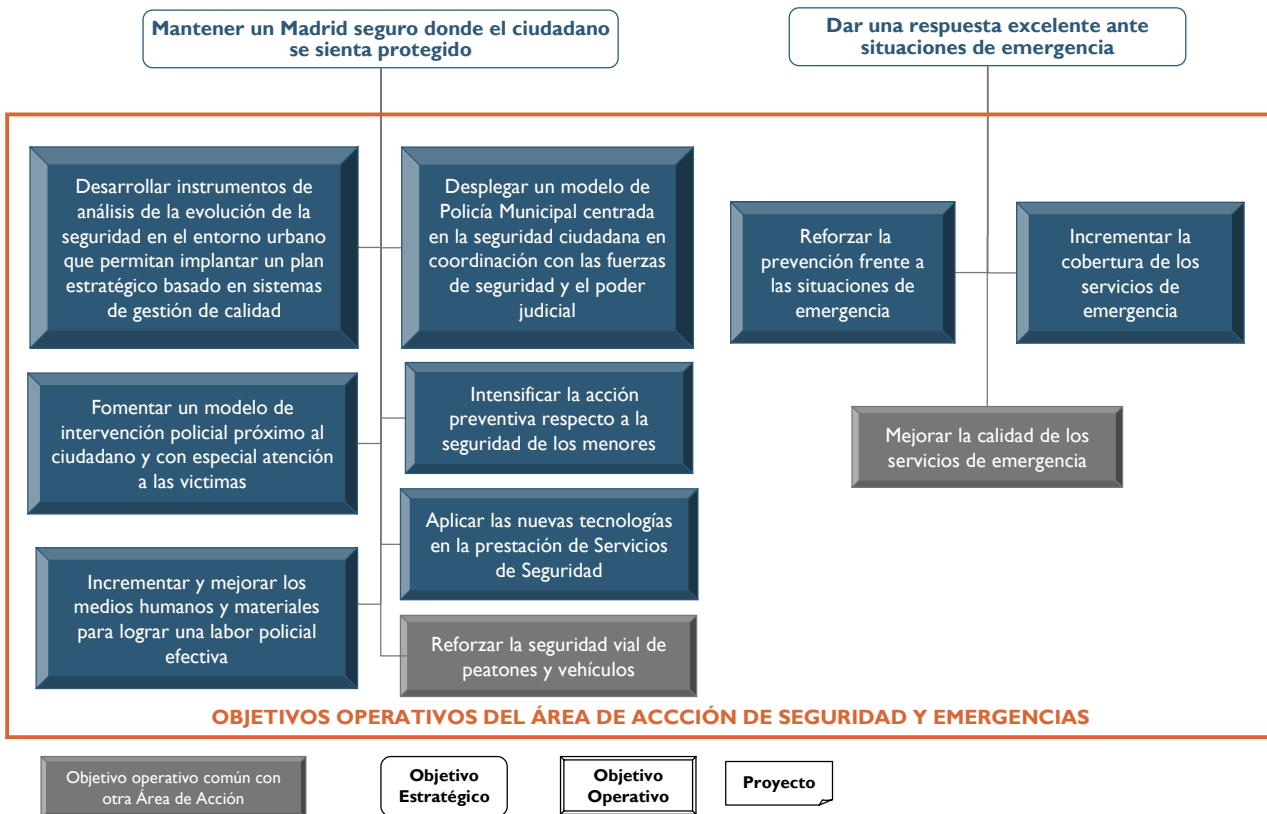 Mantener un Madrid seguro donde el ciudadano
se sienta protegido
Dar una respuesta excelente ante
situaciones de emergencia
Desarrollar instrumentos de
análisis de la evolución de la
seguridad en el entorno urbano
que permitan implantar un plan
estratégico basado en sistemas
de gestión de calidad
Desplegar un modelo de
Policía Municipal centrada
en la seguridad ciudadana en
coordinación con las fuerzas
de seguridad y el poder
judicial
Reforzar la
prevención frente a
las situaciones de
emergencia
Incrementar la
cobertura de los
servicios de
emergencia
Fomentar un modelo de
intervención policial próximo al
ciudadano y con especial atención
a las victimas
Intensificar la acción
preventiva respecto a la
seguridad de los menores
Mejorar la calidad de los
servicios de emergencia
Aplicar las nuevas tecnologías
en la prestación de Servicios
de Seguridad
Incrementar y mejorar los
medios humanos y materiales
para lograr una labor policial
efectiva
Reforzar la seguridad vial de
peatones y vehículos
OBJETIVOS OPERATIVOS DEL ÁREA DE ACCCIÓN DE SEGURIDAD Y EMERGENCIAS
Objetivo operativo común con
otra Área de Acción
Objetivo
Estratégico
Objetivo
Operativo
Proyecto